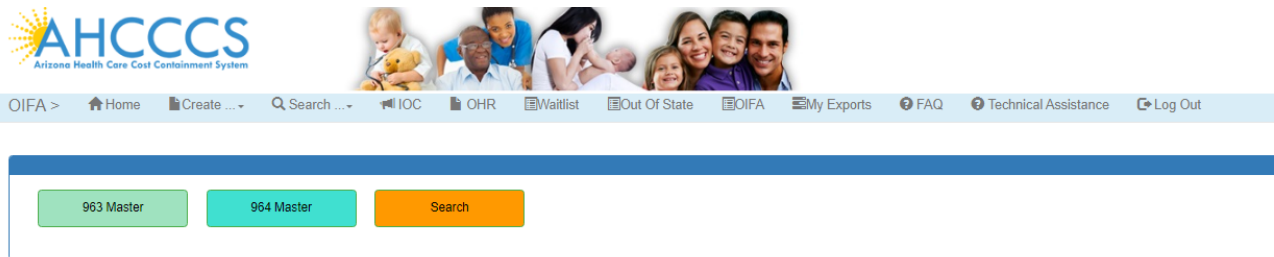 AHCCCS
Arizona Health Care Cost Containment System
OIFA > Home Create ... Search ... IOC OHR Waitlist Out Of State OIFA My Exports FAQ Technical Assistance Log Out
963 Master 964 Master Search